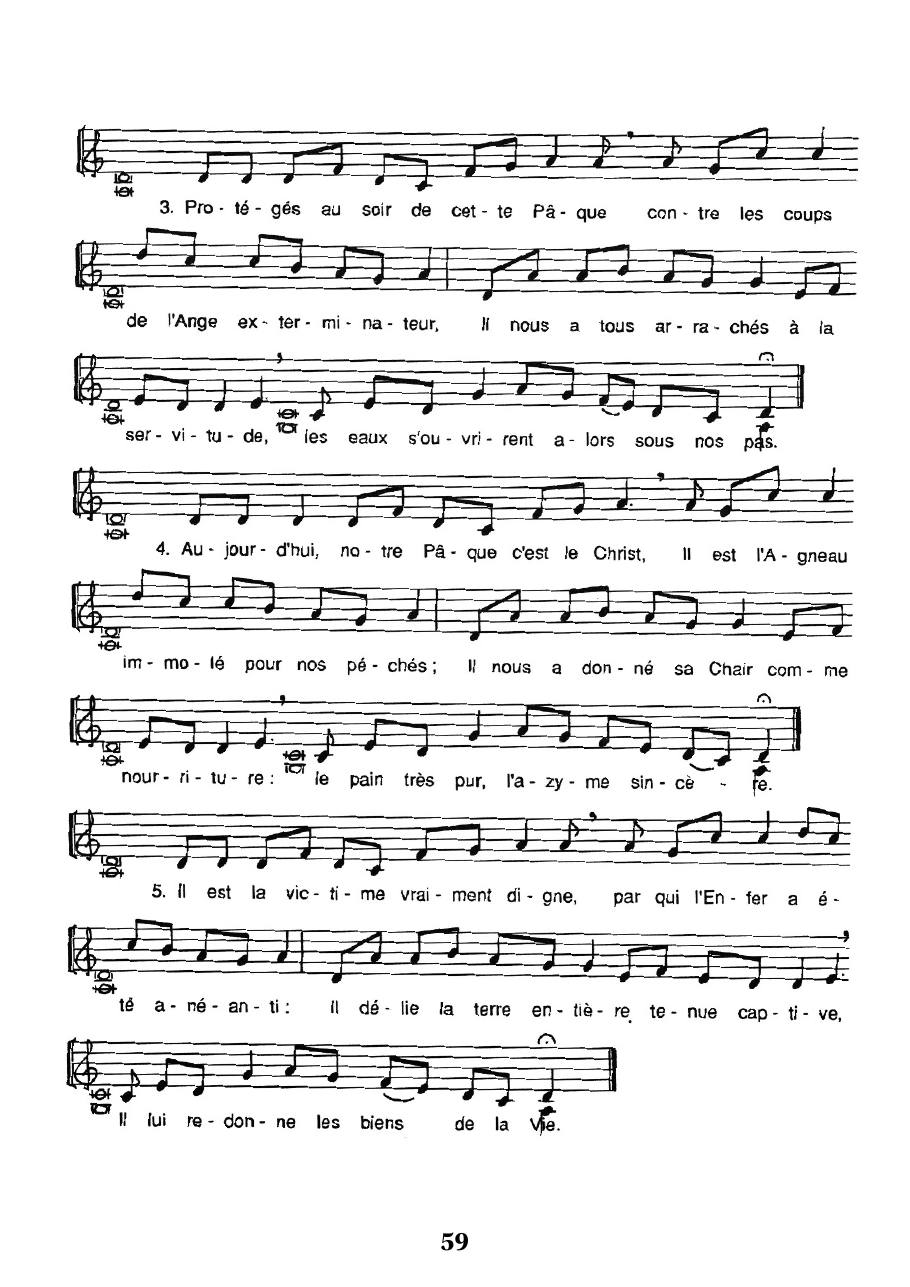 3. Pro - té - gés au soir de cet - te Pâ - que con - tre les coups
de l'Ange ex - ter - mi - na - teur, Il nous a tous ar - ra - chés à la
ser - vi - tu - de, les eaux s'ou - vri - rent a - lors sous nos pas.
4. Au - jour - d'hui, no - tre Pâ - que c'est le Christ, Il est l'A - gneau
im - mo - lé pour nos pé - chés ; Il nous a don - né sa Chair com - me
nour - ri - tu - re : le pain très pur, l'a - zy - me sin - cè - re.
5. Il est la vic - ti - me vrai - ment di - gne, par qui l'En - fer a é -
té a - né - an - ti : Il dé - lie la terre en - tiè - re te - nue cap - ti - ve,
Il lui re - don - ne les biens de la Vie.
59